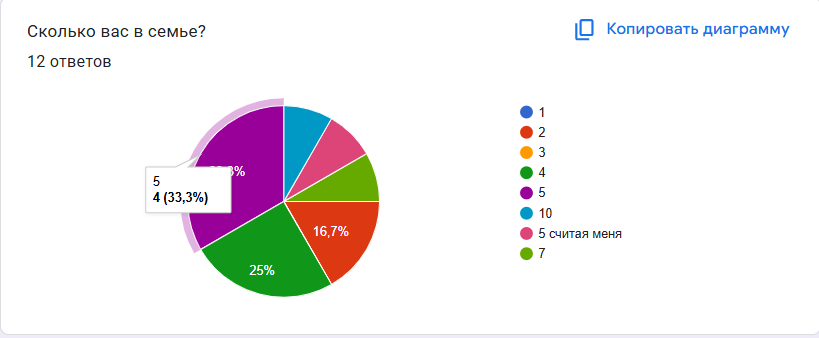 Сколько вас в семье?
Копировать диаграмму
12 ответов
5
4 (33,3%)
16,7%
25%
1
2
3
4
5
10
5 считая меня
7